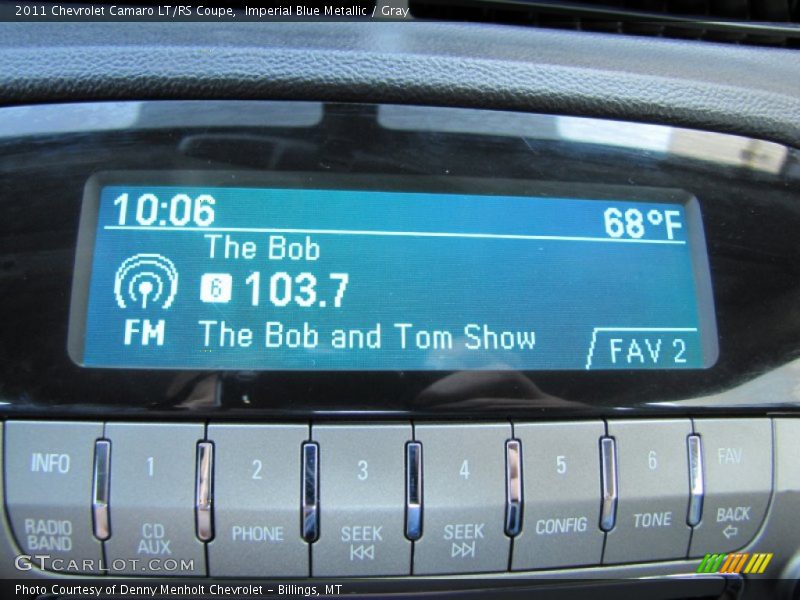 2011 Chevrolet Camaro LT/RS Coupe, Imperial Blue Metallic / Gray
10:06
68°F
The Bob
6 103.7
FM
The Bob and Tom Show
FAV 2
INFO
RADIO
BAND
1
CD
AUX
2
PHONE
3
SEEK
4
SEEK
5
CONFIG
6
TONE
FAV
BACK
GTCARLOT.COM
Photo Courtesy of Denny Menholt Chevrolet – Billings, MT